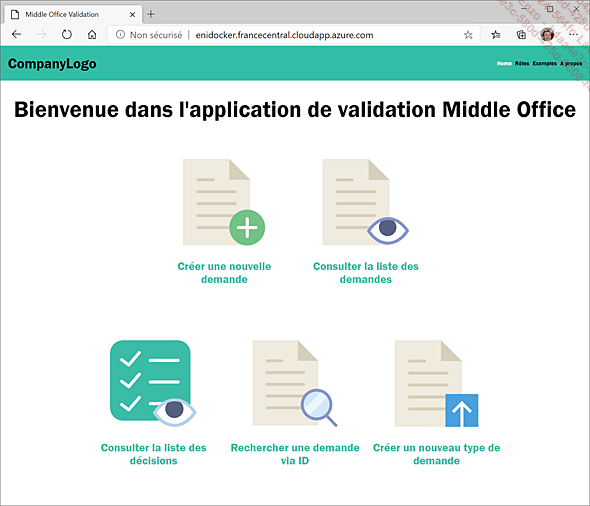 Middle Office Validation
Non sécurisé | enidocker.francecentral.cloudapp.azure.com
CompanyLogo
Home Rôles Exemples A propos
Bienvenue dans l'application de validation Middle Office
Créer une nouvelle
demande
Consulter la liste des
demandes
Consulter la liste des
décisions
Rechercher une demande
via ID
Créer un nouveau type de
demande